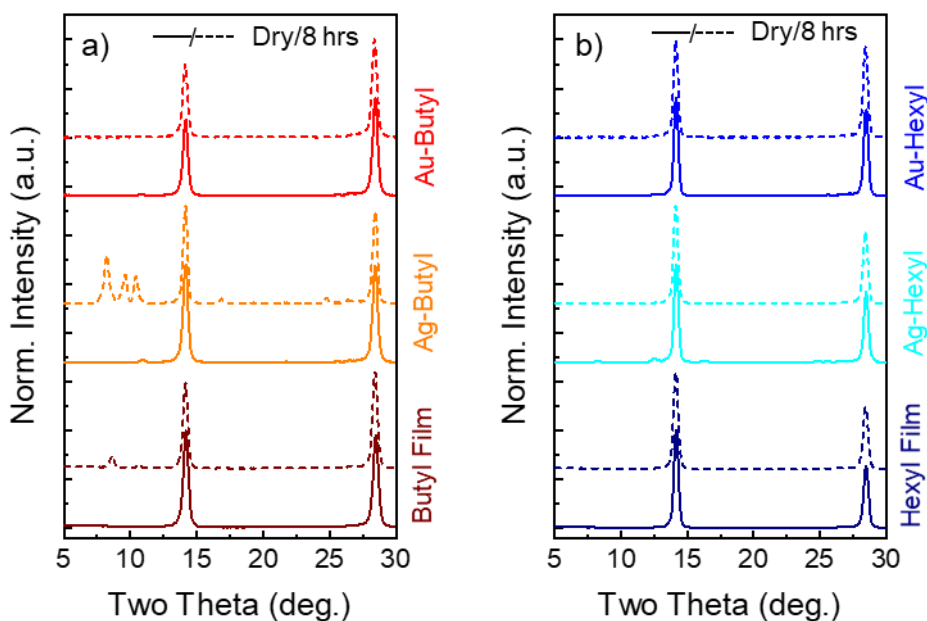 a)
Dry/8 hrs
Norm. Intensity (a.u.)
Au-Butyl
Ag-Butyl
Butyl Film
5 10 15 20 25 30
Two Theta (deg.)
b)
Dry/8 hrs
Norm. Intensity (a.u.)
Au-Hexyl
Ag-Hexyl
Hexyl Film
5 10 15 20 25 30
Two Theta (deg.)